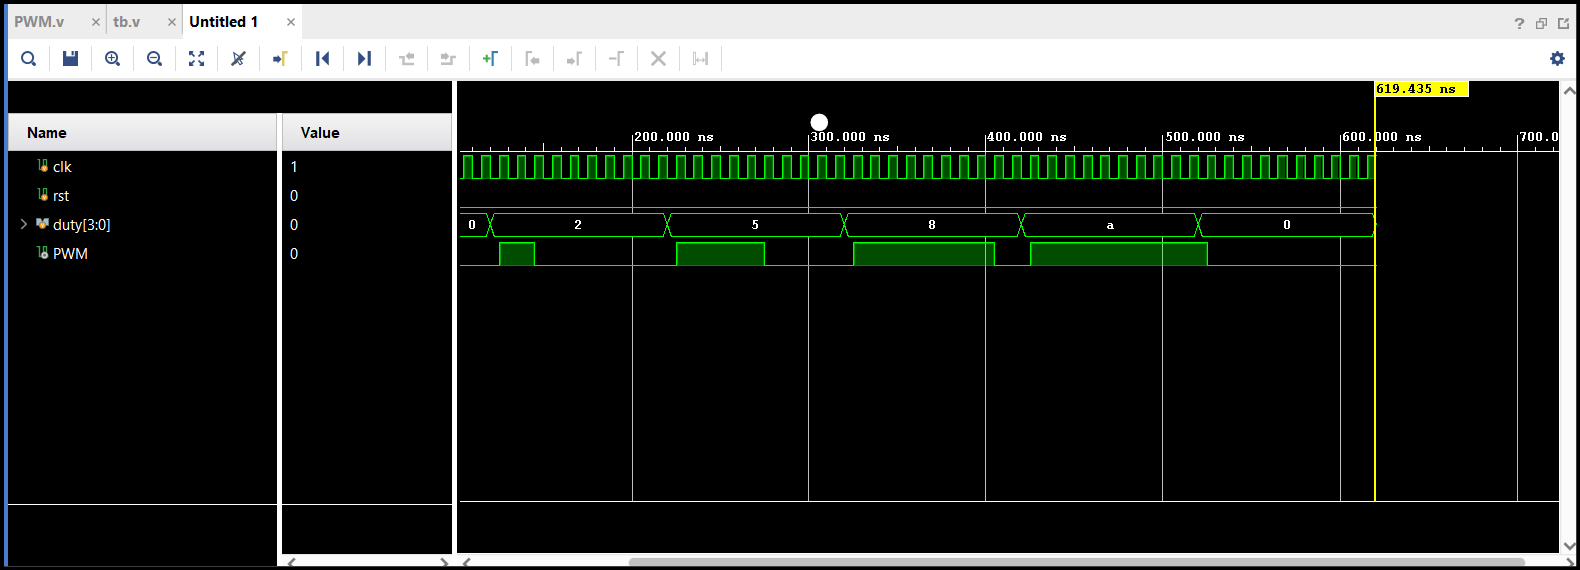 PWM.v × tb.v × Untitled 1 ×
?
619.435 ns
Name Value
200.000 ns 300.000 ns 400.000 ns 500.000 ns 600.000 ns 700.0
clk 1
rst 0
duty[3:0] 0 0 2 5 8 a 0
PWM 0